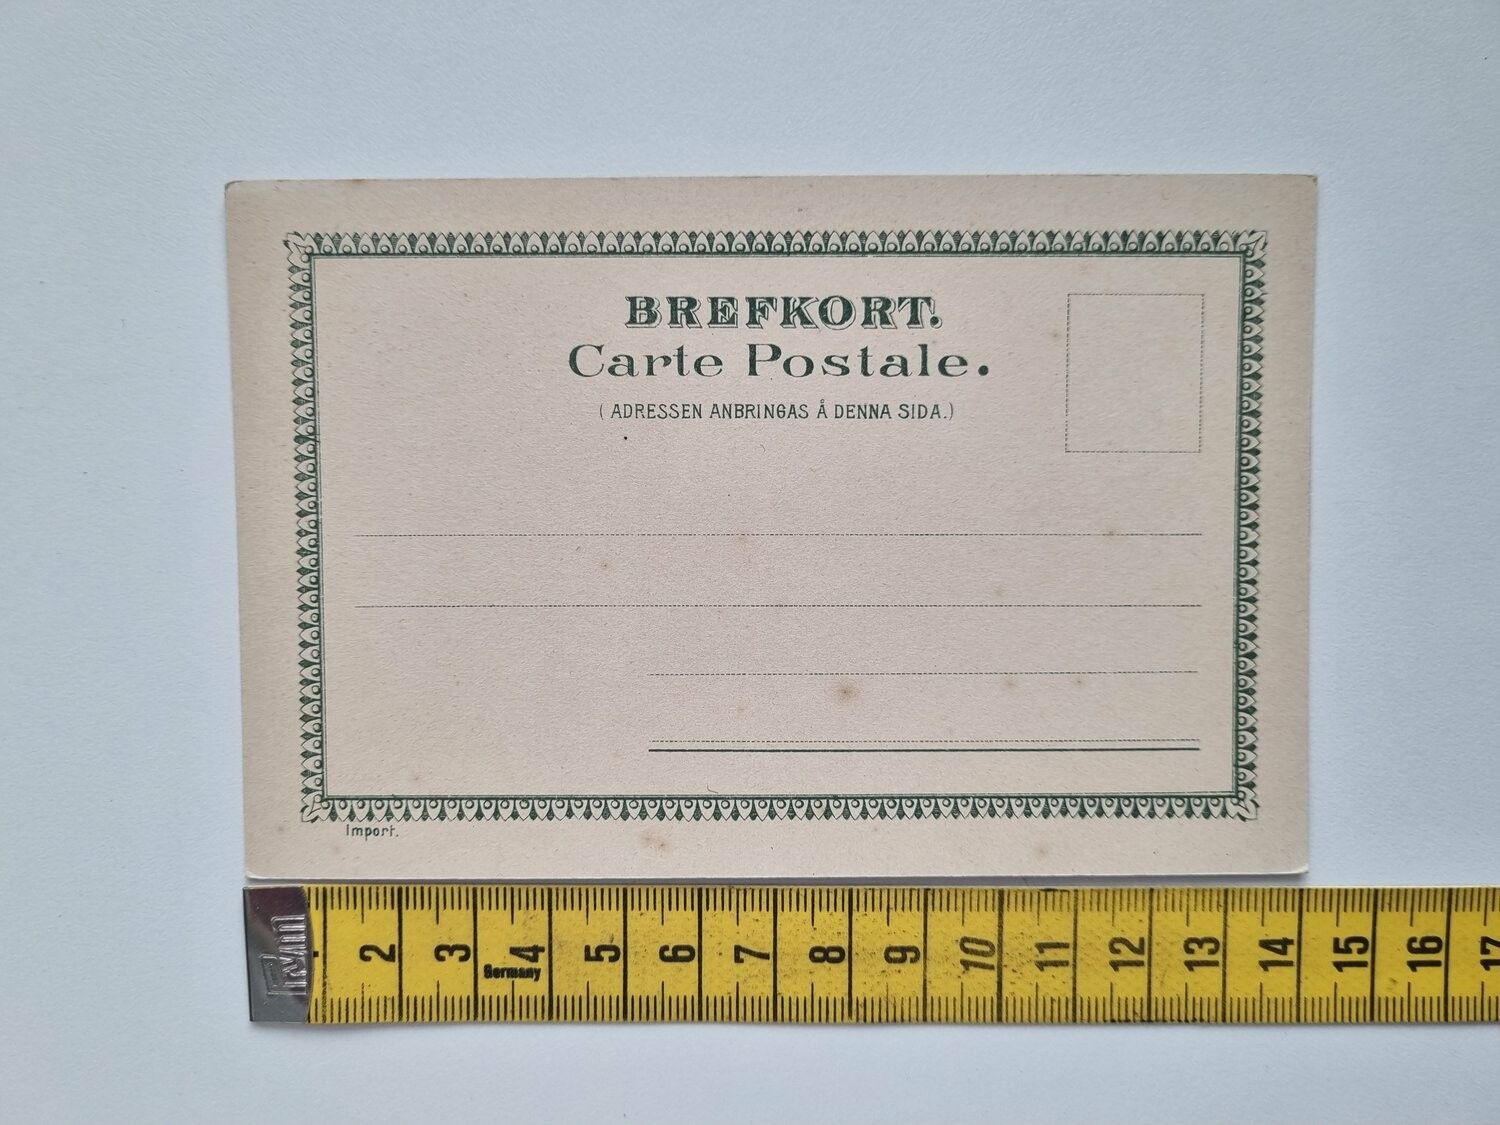 BREFKORT.
Carte Postale.
( ADRESSEN ANBRINGAS Å DENNA SIDA.)
Import.
2 3 4 5 6 7 8 9 10 11 12 13 14 15 16 17
Germany